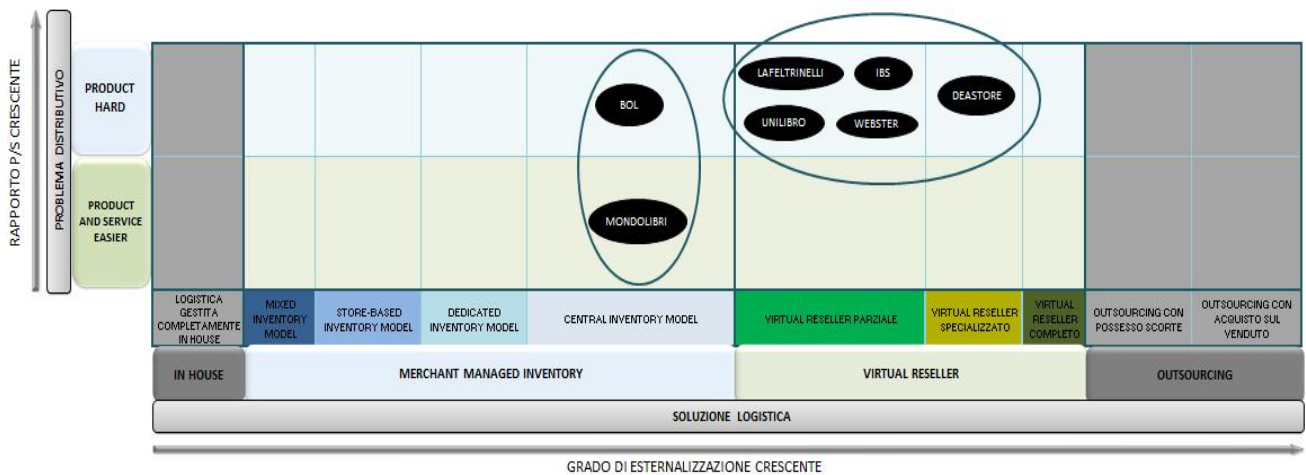 RAPPORTO P/S CRESCENTE
PROBLEMA DISTRIBUTIVO
PRODUCT
HARD
PRODUCT
AND SERVICE
EASIER
BOL
MONDOLIBRI
LAFELTRINELLI
IBS
DEASTORE
UNILIBRO
WEBSTER
LOGISTICA
GESTITA
COMPLETAMENTE
IN HOUSE
MIXED
INVENTORY
MODEL
STORE-BASED
INVENTORY MODEL
DEDICATED
INVENTORY MODEL
CENTRAL INVENTORY MODEL
VIRTUAL RESELLER PARZIALE
VIRTUAL RESELLER
SPECIALIZZATO
VIRTUAL
RESELLER
COMPLETO
OUTSOURCING CON
POSSESSO SCORTE
OUTSOURCING CON
ACQUISTO SUL
VENDUTO
IN HOUSE
MERCHANT MANAGED INVENTORY
VIRTUAL RESELLER
OUTSOURCING
SOLUZIONE LOGISTICA
GRADO DI ESTERNALIZZAZIONE CRESCENTE